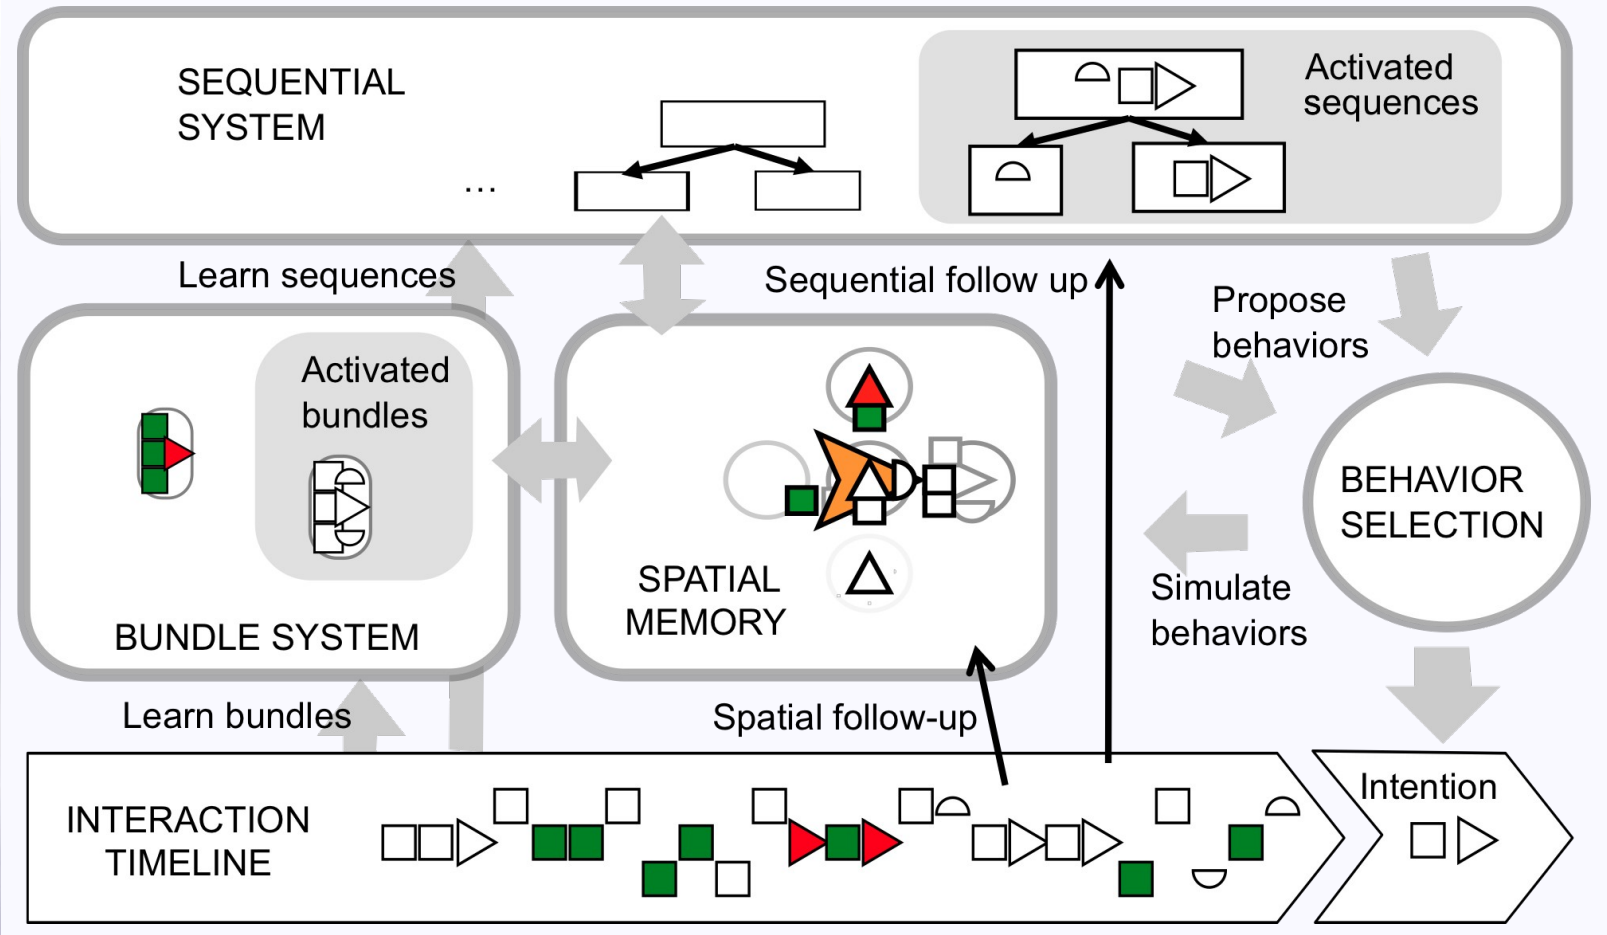 SEQUENTIAL
SYSTEM
...
Activated
sequences
Learn sequences
Sequential follow up
Propose
behaviors
Activated
bundles
BUNDLE SYSTEM
SPATIAL
MEMORY
BEHAVIOR
SELECTION
Simulate
behaviors
Learn bundles
Spatial follow-up
INTERACTION
TIMELINE
Intention